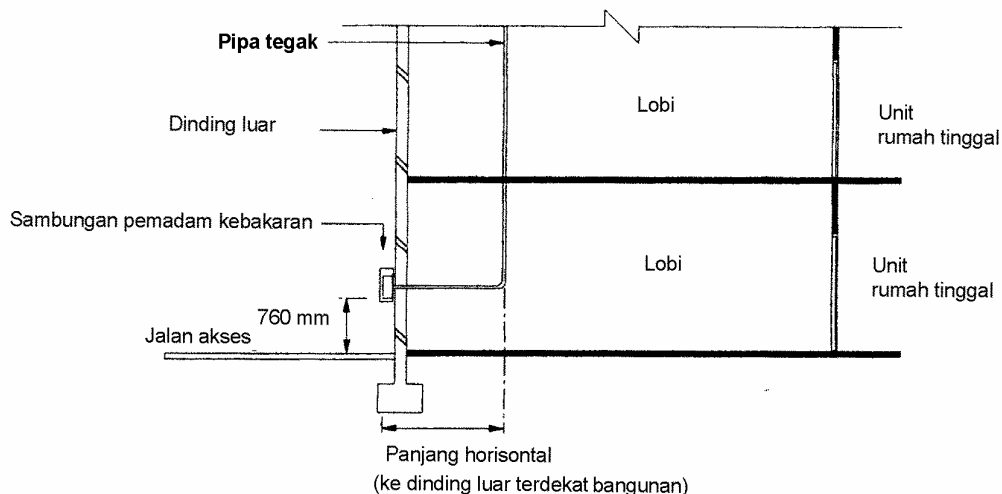 Pipa tegak
Lobi
Unit
rumah tinggal
Dinding luar
Sambungan pemadam kebakaran
Lobi
Unit
rumah tinggal
760 mm
Jalan akses
Panjang horisontal
(ke dinding luar terdekat bangunan)